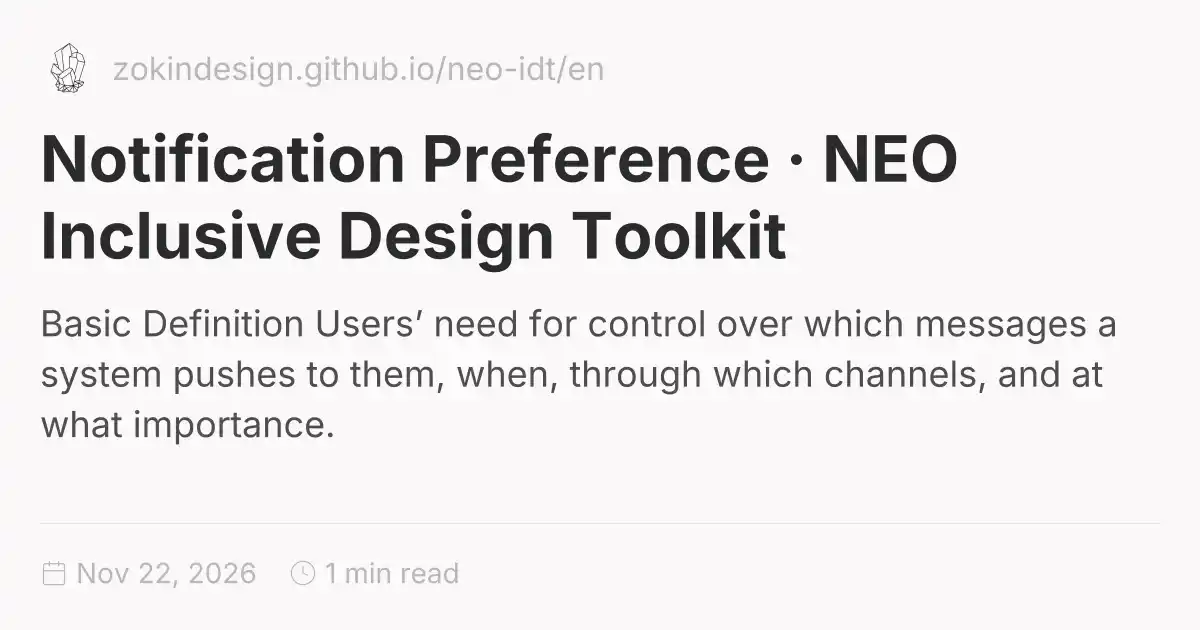 zokindesign.github.io/neo-idt/en
Notification Preference · NEO
Inclusive Design Toolkit
Basic Definition Users’ need for control over which messages a
system pushes to them, when, through which channels, and at
what importance.
Nov 22, 2026 1 min read